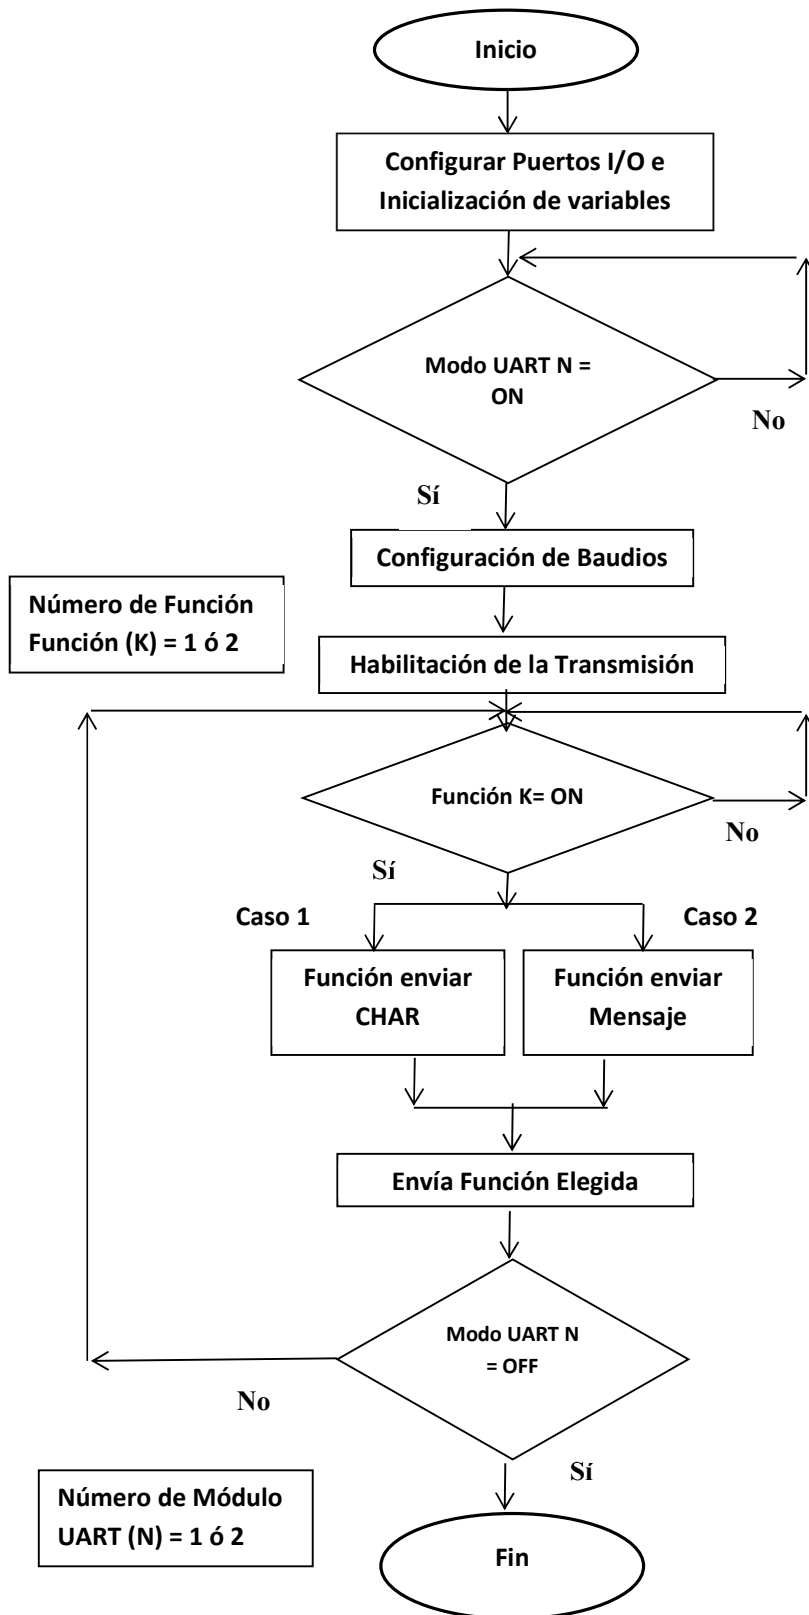 Inicio
Configurar Puertos I/O e
Inicialización de variables
Modo UART N =
ON
No
Sí
Configuración de Baudios
Número de Función
Función (K) = 1 ó 2
Habilitación de la Transmisión
Función K= ON
No
Sí
Caso 1
Caso 2
Función enviar
CHAR
Función enviar
Mensaje
Envía Función Elegida
Modo UART N
= OFF
No
Sí
Número de Módulo
UART (N) = 1 ó 2
Fin